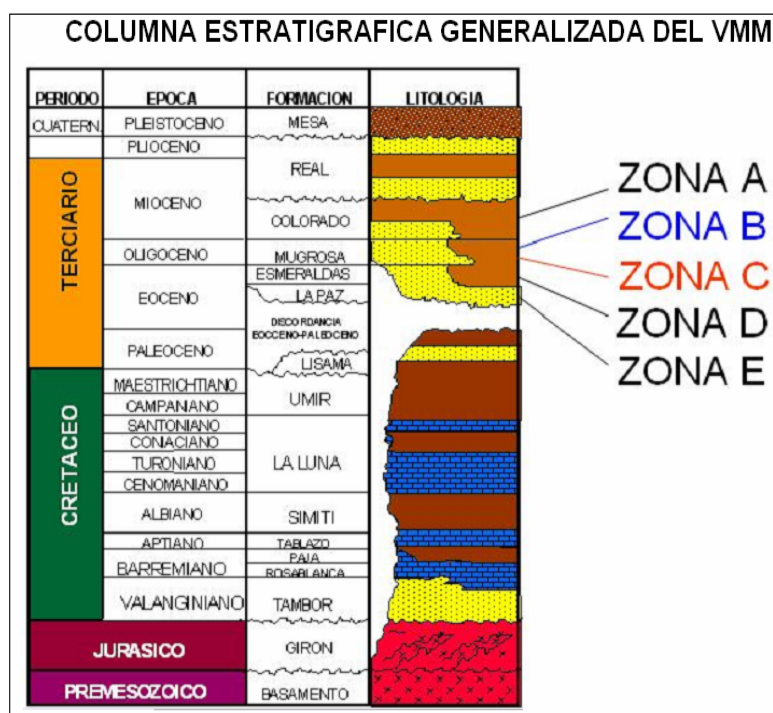 COLUMNA ESTRATIGRAFICA GENERALIZADA DEL VMM
PERIODO EPOCA FORMACION LITOLOGIA
CUATERN. PLEISTOCENO MESA
PLIOCENO
REAL
TERCIARIO
MIOCENO
COLORADO
OLIGOCENO MUGROSA
ESMERALDAS
EOCENO
LA PAZ
DISCORDANCIA
EOCCENO-PALEOCENO
PALEOCENO
LISAMA
ZONA A
ZONA B
ZONA C
ZONA D
ZONA E
CRETACEO
MAESTRICHTIANO
UMIR
CAMPANIANO
SANTONIANO
CONIACIANO
TURONIANO
LA LUNA
CENOMANIANO
ALBIANO SIMITI
APTIANO TABLAZO
PAJA
BARREMIANO
ROSABLANCA
VALANGINIANO TAMBOR
JURASICO GIRON
PREMESOZOICO BASAMENTO